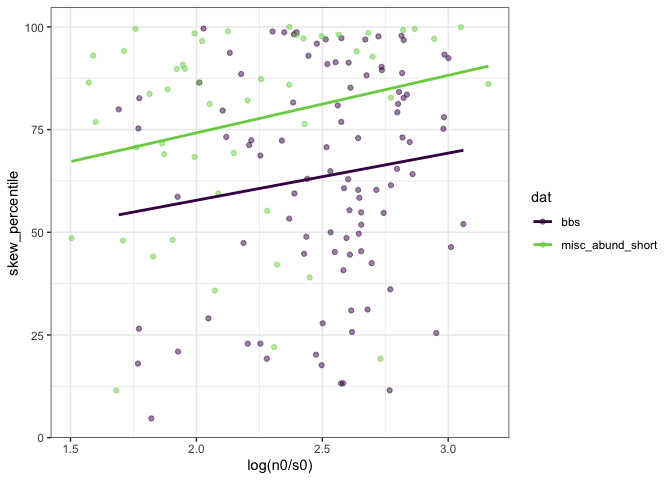 100
75
50
25
0
skew_percentile
1.5 2.0 2.5 3.0
log(n0/s0)
dat
bbs
misc_abund_short